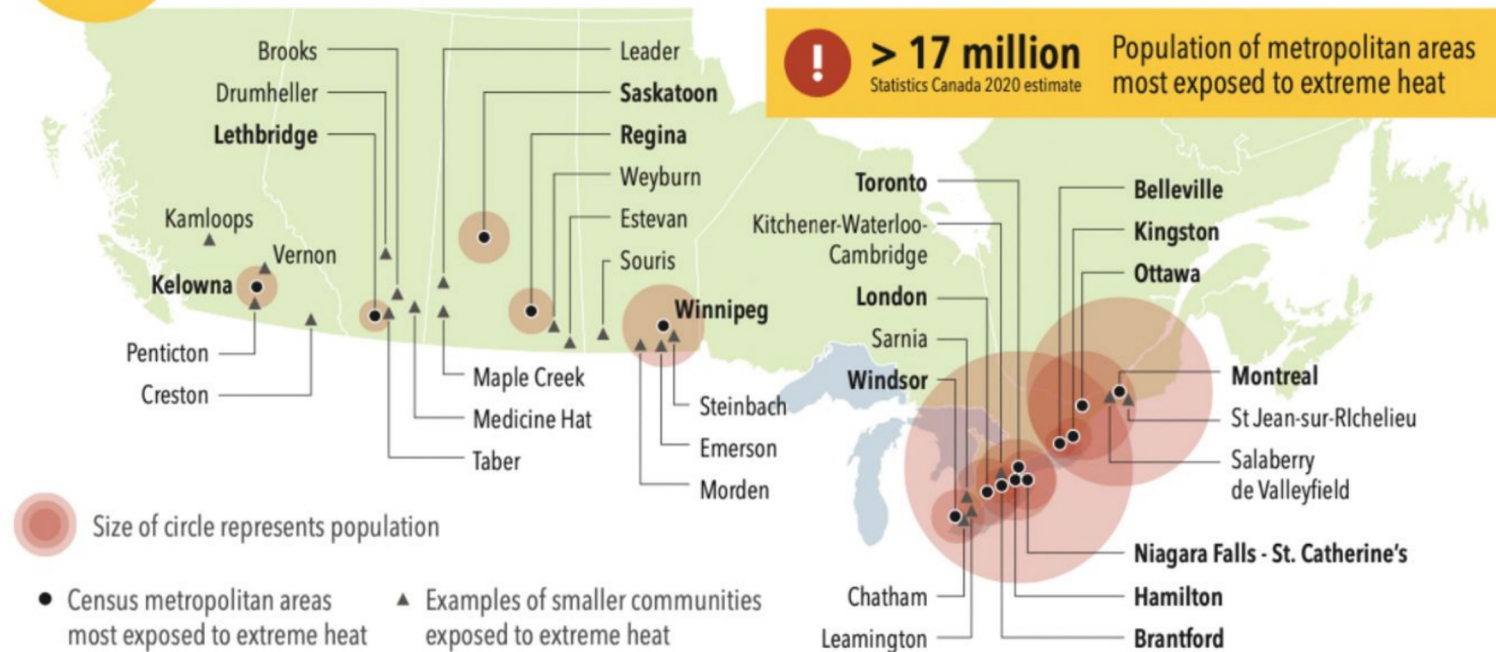 > 17 million
Statistics Canada 2020 estimate
Population of metropolitan areas
most exposed to extreme heat
Brooks
Drumheller
Lethbridge
Leader
Saskatoon
Regina
Weyburn
Estevan
Souris
Kamloops
Vernon
Kelowna
Penticton
Creston
Winnipeg
Maple Creek
Medicine Hat
Taber
Steinbach
Emerson
Morden
Toronto
Kitchener-Waterloo-
Cambridge
London
Sarnia
Windsor
Belleville
Kingston
Ottawa
Montreal
St Jean-sur-RIchelieu
Salaberry
de Valleyfield
Niagara Falls - St. Catherine's
Hamilton
Brantford
Chatham
Leamington
Size of circle represents population
Census metropolitan areas
most exposed to extreme heat
Examples of smaller communities
exposed to extreme heat